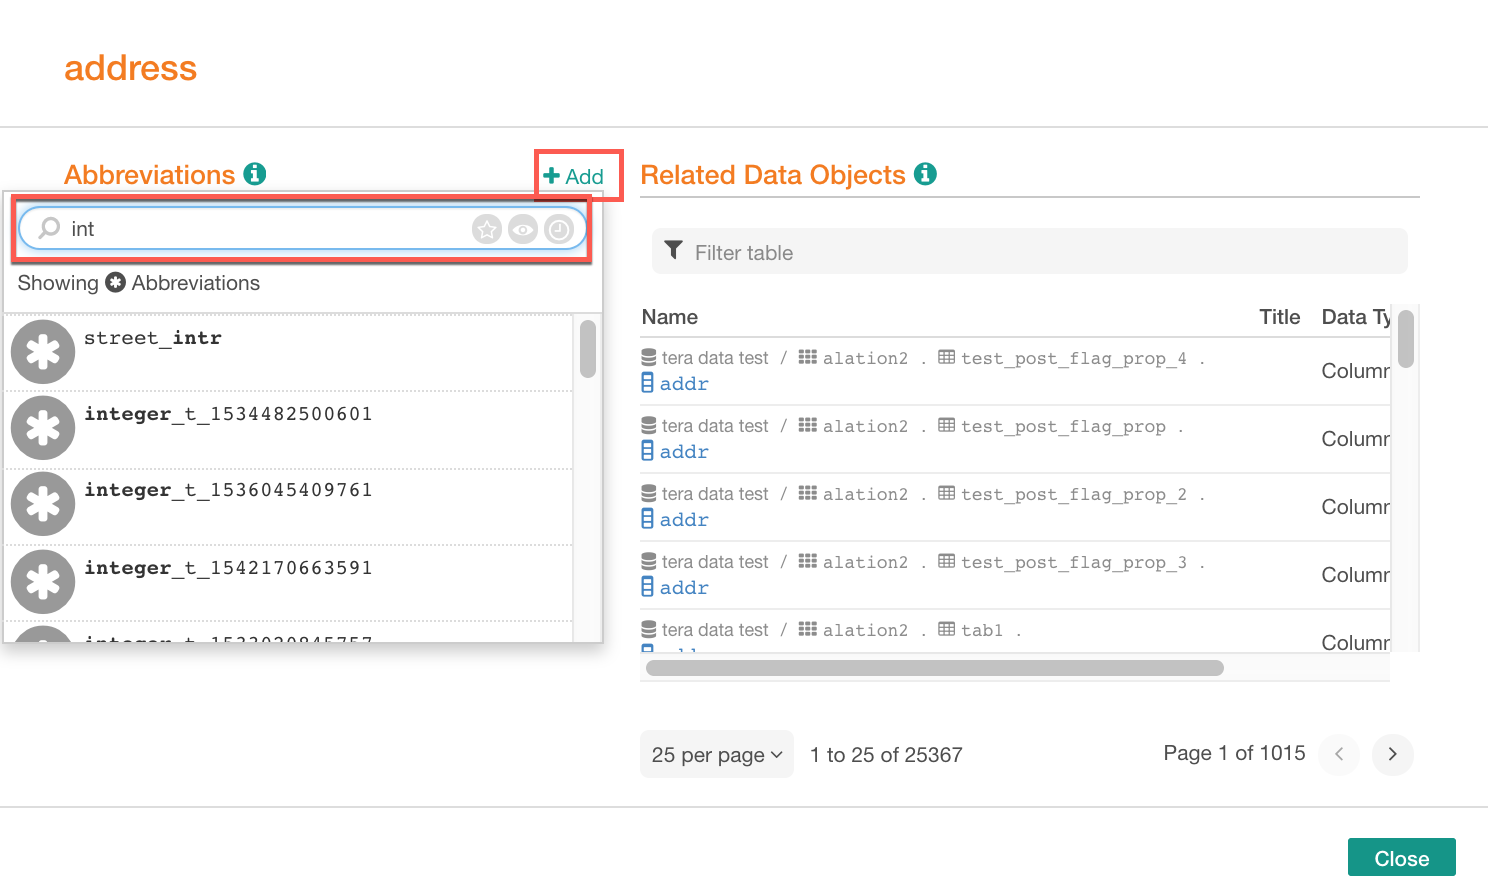 address
Abbreviations
Add
int
Showing Abbreviations
street_intr
integer_t_1534482500601
integer_t_1536045409761
integer_t_1542170663591
Related Data Objects
Filter table
Name Title Data Ty
tera data test / alation2 . test_post_flag_prop_4 .
addr Column
tera data test / alation2 . test_post_flag_prop .
addr Column
tera data test / alation2 . test_post_flag_prop_2 .
addr Column
tera data test / alation2 . test_post_flag_prop_3 .
addr Column
tera data test / alation2 . tab1 .
Column
25 per page 1 to 25 of 25367 Page 1 of 1015
Close